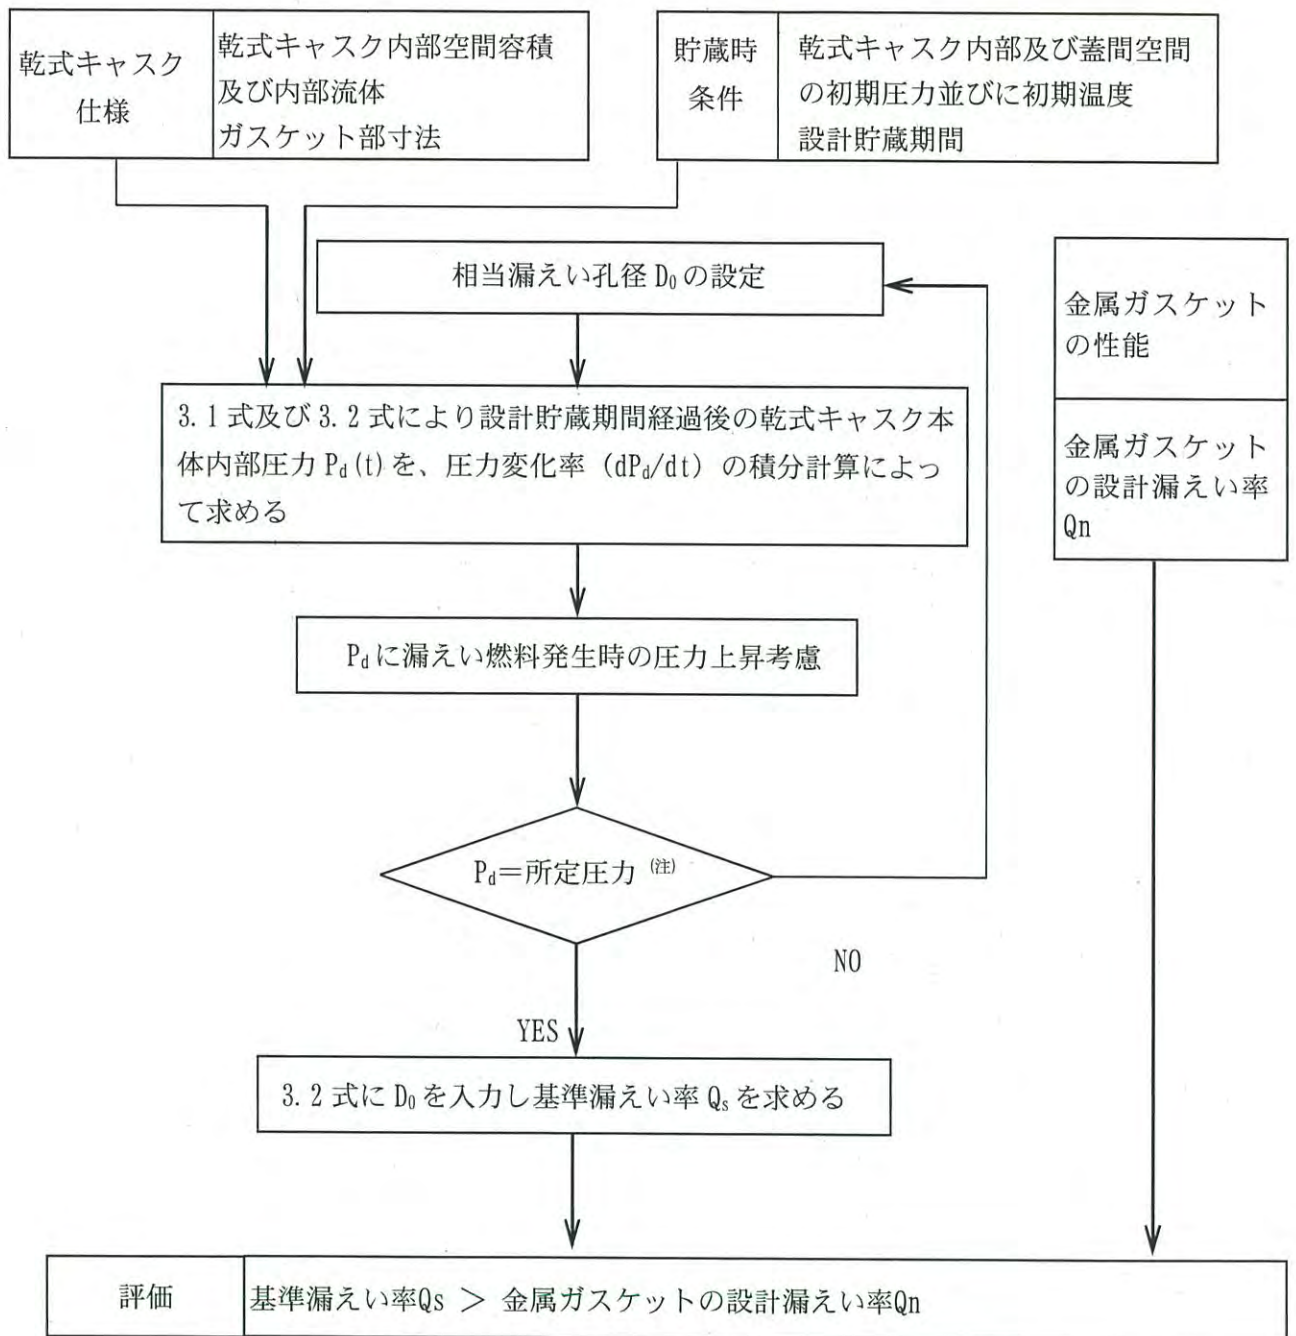 乾式キャスク
仕様
乾式キャスク内部空間容積
及び内部流体
ガスケット部寸法
貯蔵時
条件
乾式キャスク内部及び蓋間空間
の初期圧力並びに初期温度
設計貯蔵期間
相当漏えい孔径 D₀ の設定
金属ガスケット
の性能
3.1 式及び 3.2 式により設計貯蔵期間経過後の乾式キャスク本
体内部圧力 Pd(t) を、圧力変化率（dPd/dt）の積分計算によっ
て求める
金属ガスケット
の設計漏えい率
Qn
Pd に漏えい燃料発生時の圧力上昇考慮
Pd＝所定圧力 (注)
NO
YES
3.2 式に D₀ を入力し基準漏えい率 Qs を求める
評価
基準漏えい率Qs ＞ 金属ガスケットの設計漏えい率Qn